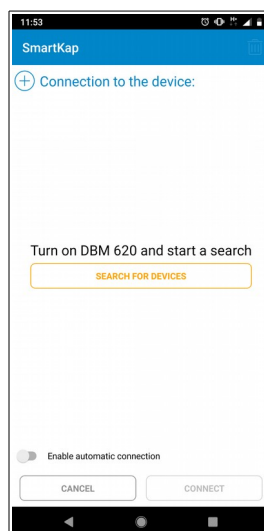 11:53
SmartKap
Connection to the device:
Turn on DBM 620 and start a search
SEARCH FOR DEVICES
Enable automatic connection
CANCEL CONNECT